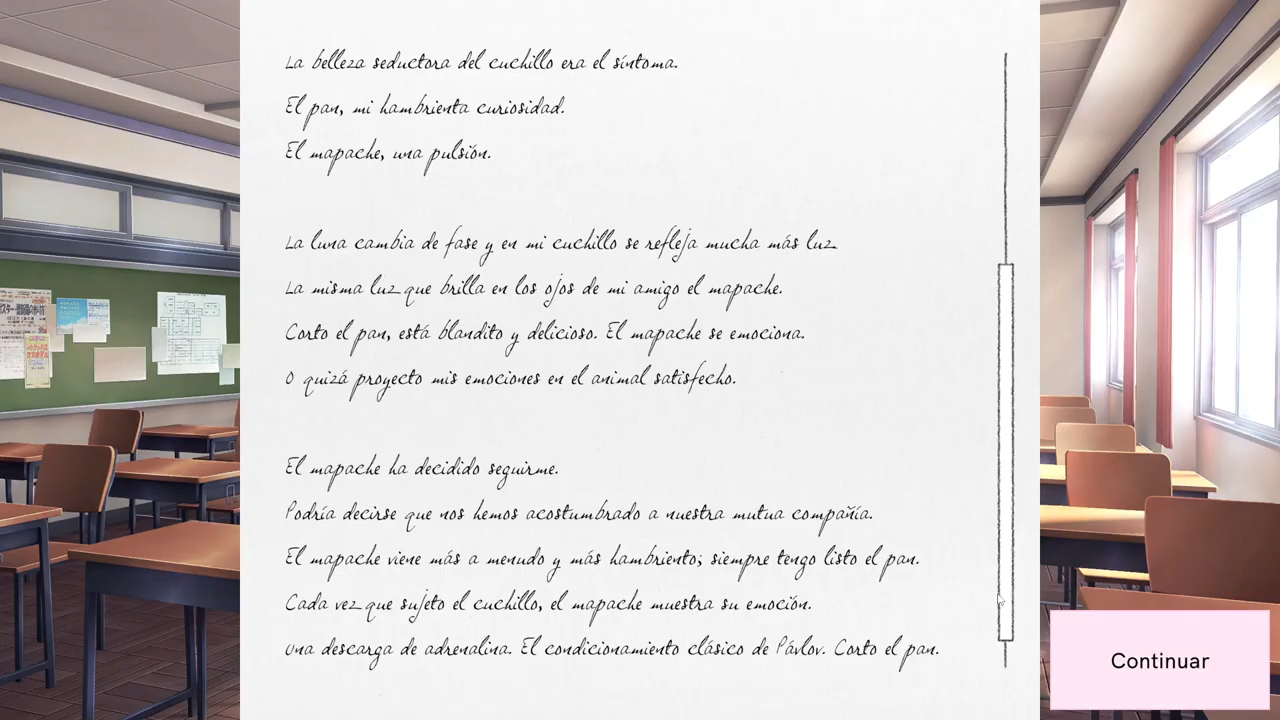 La belleza seductora del cuchillo era el síntoma.
El pan, mi hambrienta curiosidad.
El mapache, una pulsión.
La luna cambia de fase y en mi cuchillo se refleja mucha más luz.
La misma luz que brilla en los ojos de mi amigo el mapache.
Corto el pan, está blandito y delicioso. El mapache se emociona.
O quizá proyecto mis emociones en el animal satisfecho.
El mapache ha decidido seguirme.
Podría decirse que nos hemos acostumbrado a nuestra mutua compañía.
El mapache viene más a menudo y más hambriento; siempre tengo listo el pan.
Cada vez que sujeto el cuchillo, el mapache muestra su emoción.
Una descarga de adrenalina. El condicionamiento clásico de Pávlov. Corto el pan.
Continuar